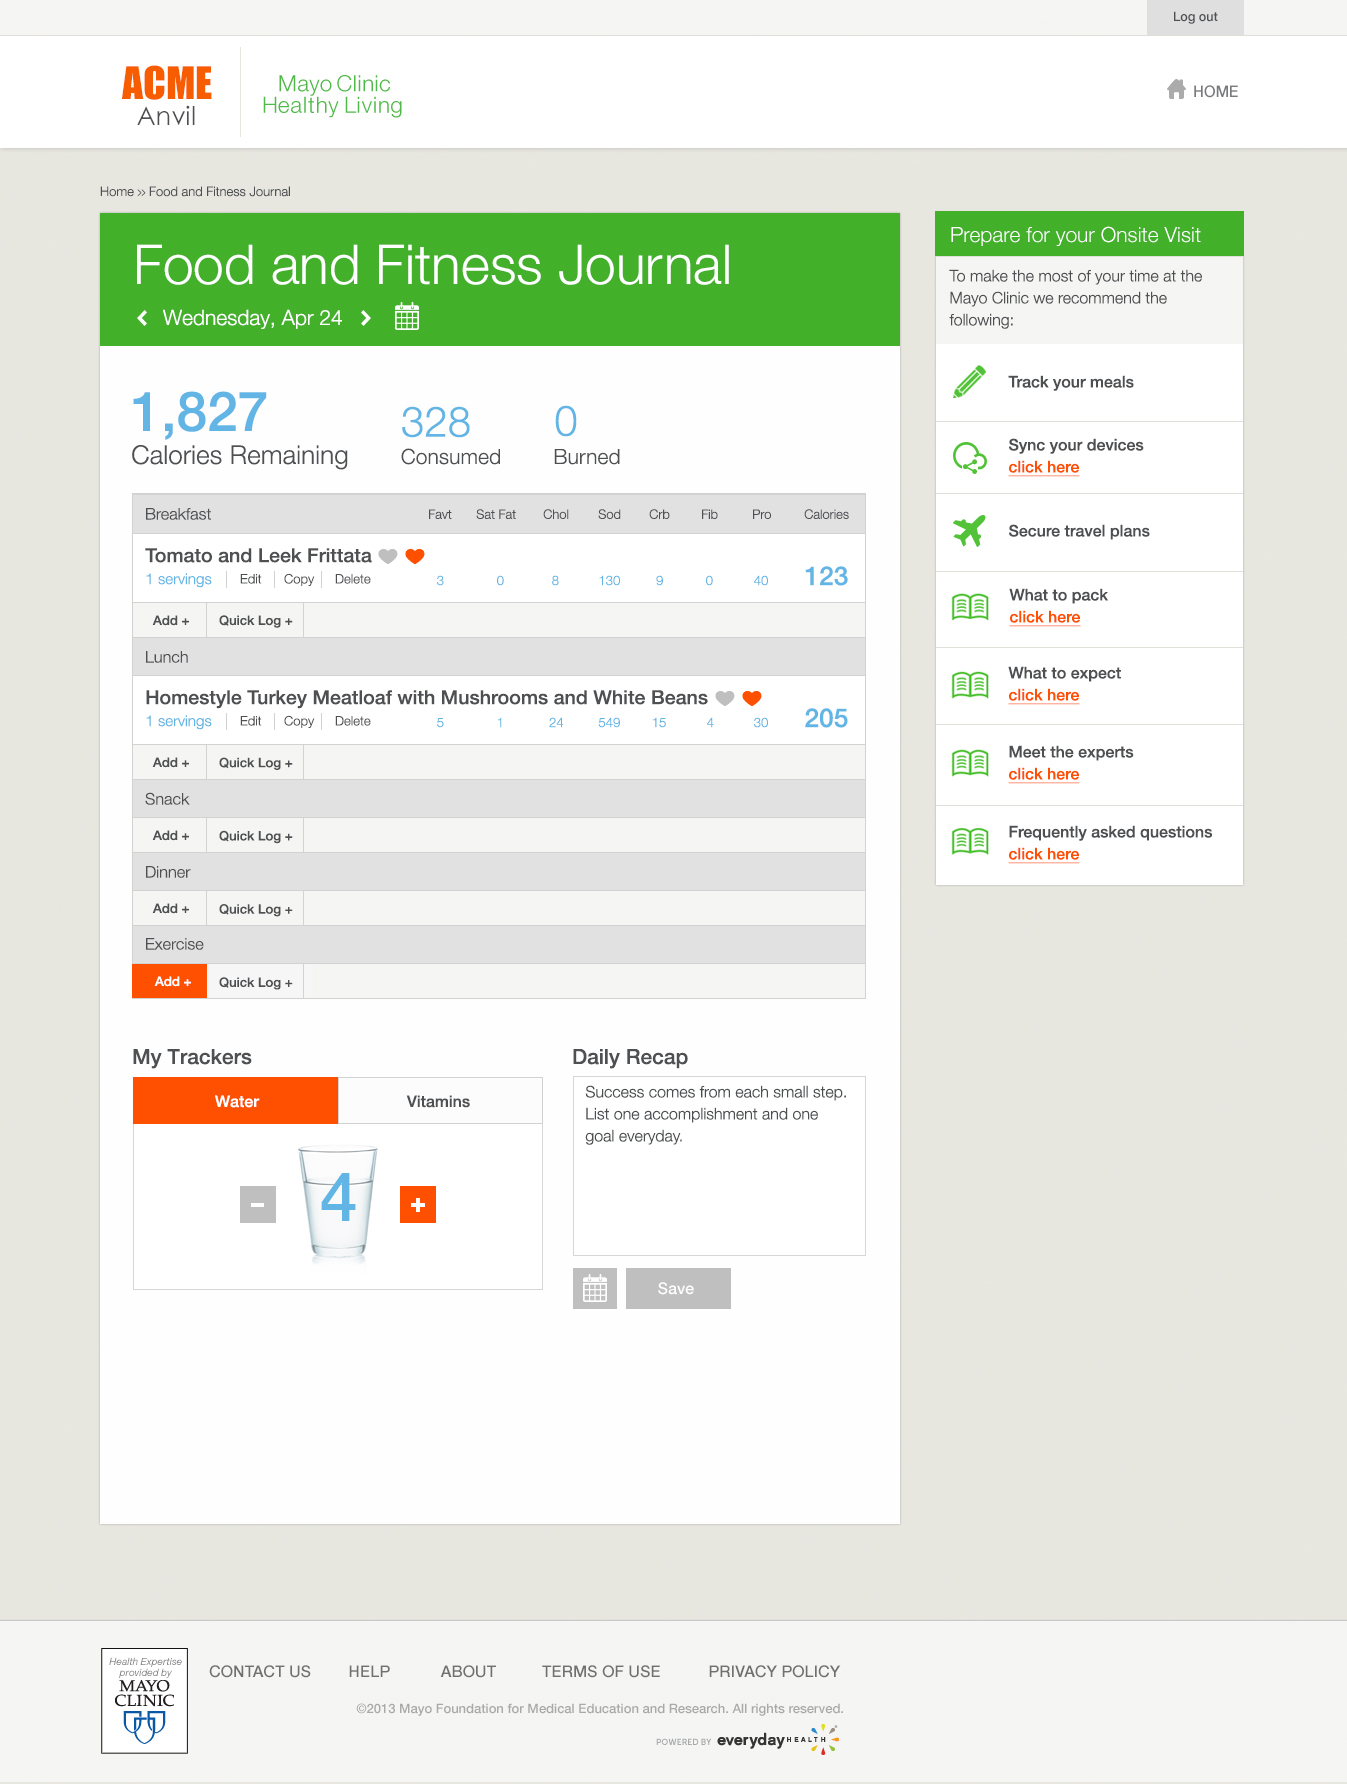 Log out
ACME
Anvil
Mayo Clinic
Healthy Living
HOME
Home ›› Food and Fitness Journal
Food and Fitness Journal
Wednesday, Apr 24
1,827
Calories Remaining
328
Consumed
0
Burned
Breakfast Favt Sat Fat Chol Sod Crb Fib Pro Calories
Tomato and Leek Frittata
1 servings Edit Copy Delete 3 0 8 130 9 0 40 123
Add + Quick Log +
Lunch
Homestyle Turkey Meatloaf with Mushrooms and White Beans
1 servings Edit Copy Delete 5 1 24 549 15 4 30 205
Add + Quick Log +
Snack
Add + Quick Log +
Dinner
Add + Quick Log +
Exercise
Add + Quick Log +
My Trackers
Water Vitamins
4
Daily Recap
Success comes from each small step.
List one accomplishment and one
goal everyday.
Save
Prepare for your Onsite Visit
To make the most of your time at the
Mayo Clinic we recommend the
following:
Track your meals
Sync your devices
click here
Secure travel plans
What to pack
click here
What to expect
click here
Meet the experts
click here
Frequently asked questions
click here
Health Expertise
provided by
MAYO
CLINIC
CONTACT US HELP ABOUT TERMS OF USE PRIVACY POLICY
©2013 Mayo Foundation for Medical Education and Research. All rights reserved.
POWERED BY everyday HEALTH